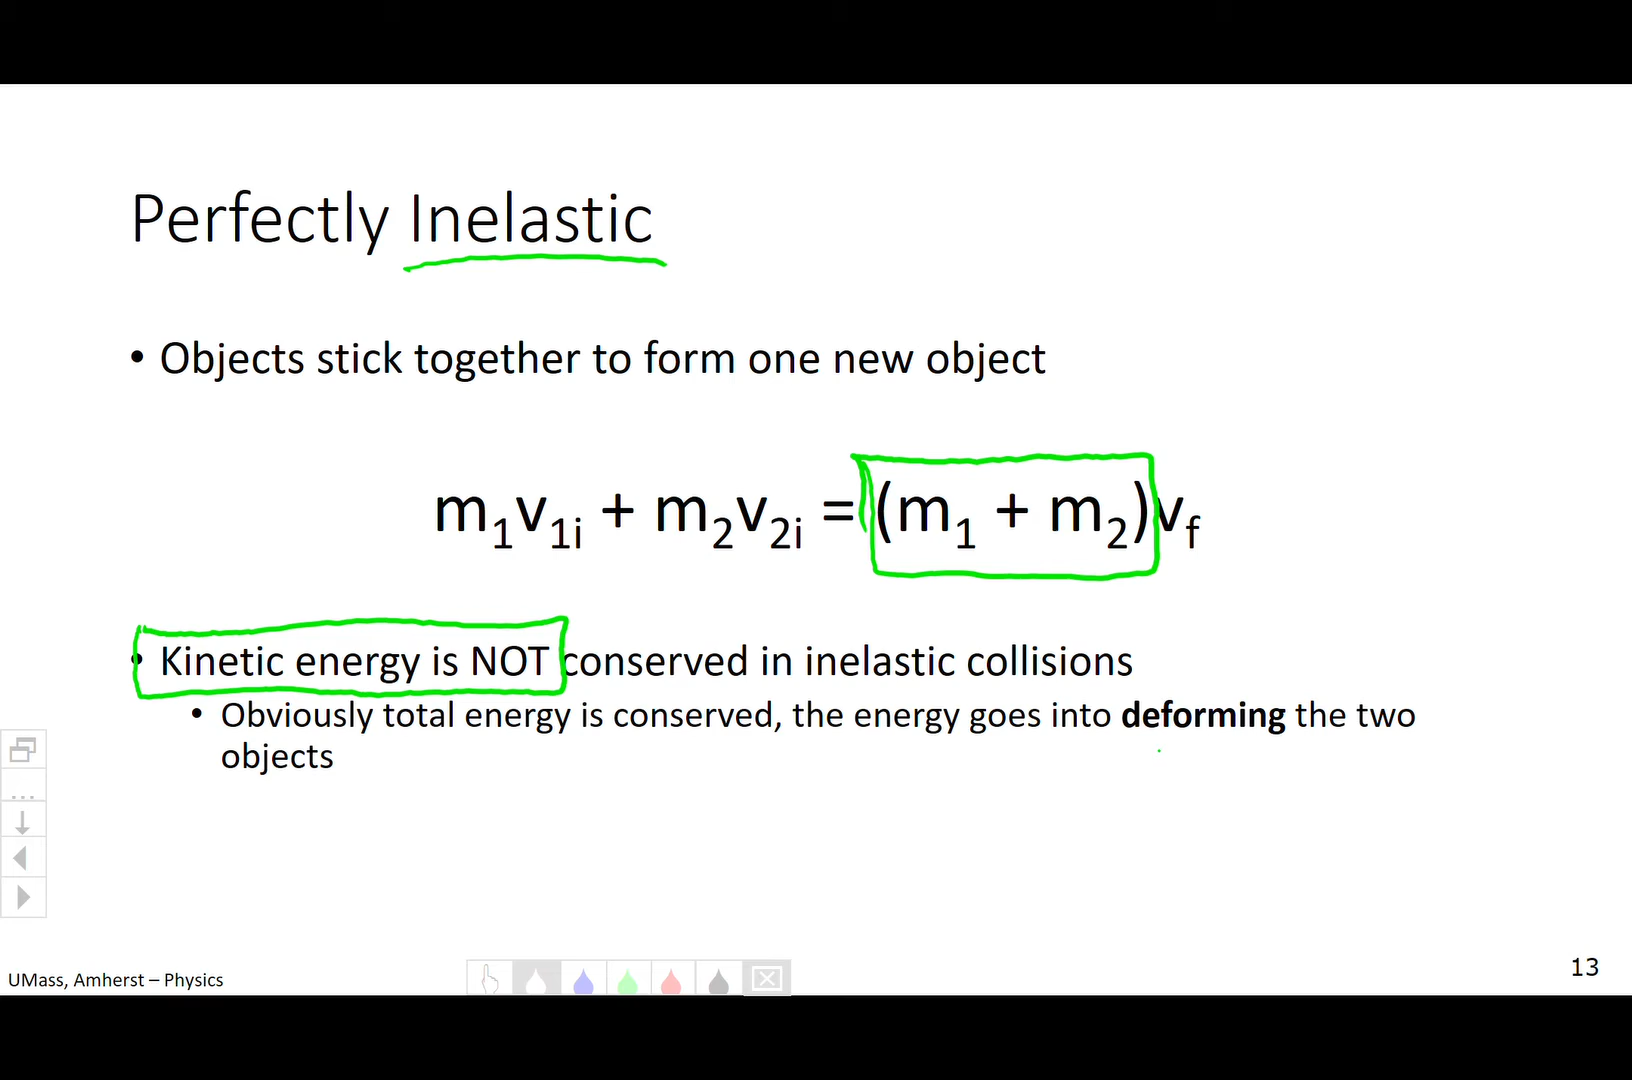 Perfectly Inelastic
• Objects stick together to form one new object
m₁v₁ᵢ + m₂v₂ᵢ = (m₁ + m₂)v_f
• Kinetic energy is NOT conserved in inelastic collisions
• Obviously total energy is conserved, the energy goes into deforming the two
objects
UMass, Amherst – Physics
13